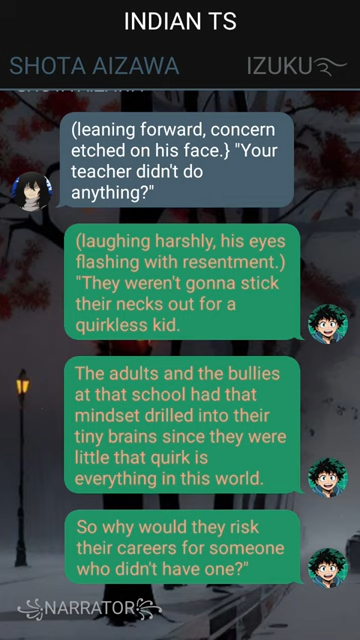 INDIAN TS
SHOTA AIZAWA
IZUKU
(leaning forward, concern
etched on his face.} "Your
teacher didn't do
anything?"
(laughing harshly, his eyes
flashing with resentment.)
"They weren't gonna stick
their necks out for a
quirkless kid.
The adults and the bullies
at that school had that
mindset drilled into their
tiny brains since they were
little that quirk is
everything in this world.
So why would they risk
their careers for someone
who didn't have one?"
NARRATOR